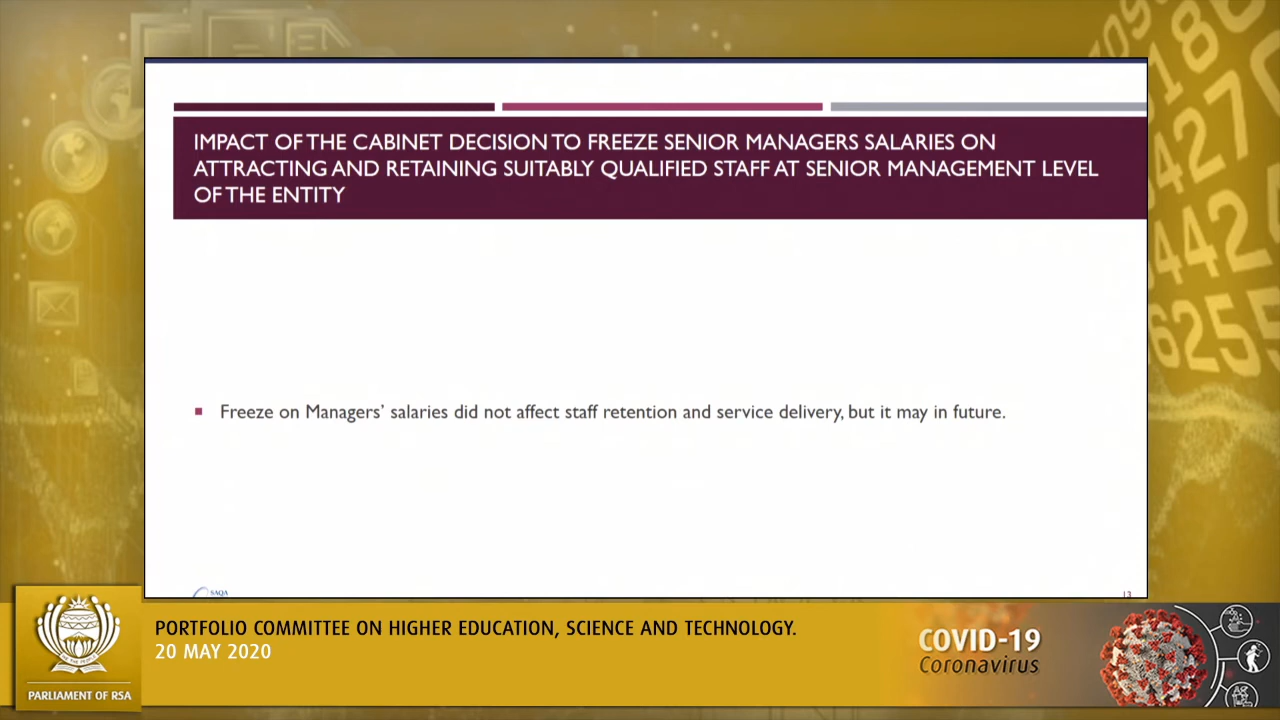 IMPACT OF THE CABINET DECISION TO FREEZE SENIOR MANAGERS SALARIES ON
ATTRACTING AND RETAINING SUITABLY QUALIFIED STAFF AT SENIOR MANAGEMENT LEVEL
OF THE ENTITY
Freeze on Managers' salaries did not affect staff retention and service delivery, but it may in future.
SAQA
13
PORTFOLIO COMMITTEE ON HIGHER EDUCATION, SCIENCE AND TECHNOLOGY.
20 MAY 2020
PARLIAMENT OF RSA
COVID-19
Coronavirus